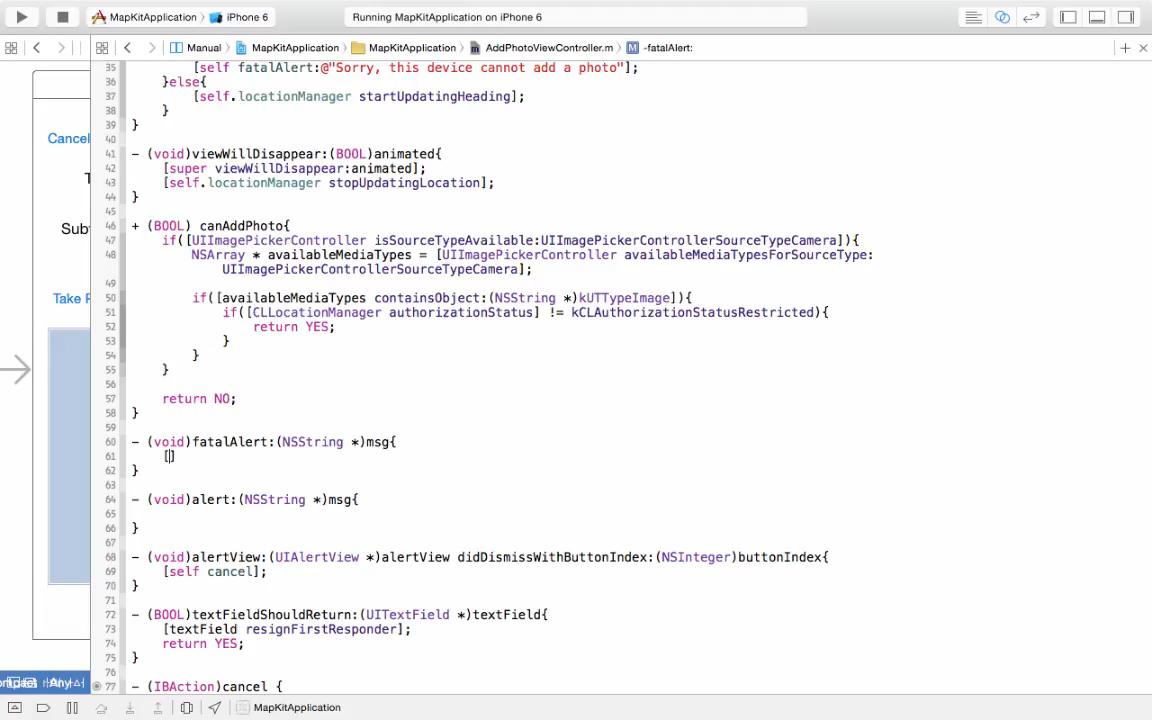 MapKitApplication iPhone 6 Running MapKitApplication on iPhone 6
Manual MapKitApplication MapKitApplication AddPhotoViewController.m M -fatalAlert:
Cancel
Subt
Take
35 [self fatalAlert:@"Sorry, this device cannot add a photo"];
36 }else{
37 [self.locationManager startUpdatingHeading];
38 }
39 }
40
41 - (void)viewWillDisappear:(BOOL)animated{
42 [super viewWillDisappear:animated];
43 [self.locationManager stopUpdatingLocation];
44 }
45
46 + (BOOL) canAddPhoto{
47 if([UIImagePickerController isSourceTypeAvailable:UIImagePickerControllerSourceTypeCamera]){
48 NSArray * availableMediaTypes = [UIImagePickerController availableMediaTypesForSourceType:
UIImagePickerControllerSourceTypeCamera];
49
50 if([availableMediaTypes containsObject:(NSString *)kUTTypeImage]){
51 if([CLLocationManager authorizationStatus] != kCLAuthorizationStatusRestricted){
52 return YES;
53 }
54 }
55 }
56
57 return NO;
58 }
59
60 - (void)fatalAlert:(NSString *)msg{
61 []
62 }
63
64 - (void)alert:(NSString *)msg{
65
66 }
67
68 - (void)alertView:(UIAlertView *)alertView didDismissWithButtonIndex:(NSInteger)buttonIndex{
69 [self cancel];
70 }
71
72 - (BOOL)textFieldShouldReturn:(UITextField *)textField{
73 [textField resignFirstResponder];
74 return YES;
75 }
76
77 - (IBAction)cancel {
Any
MapKitApplication